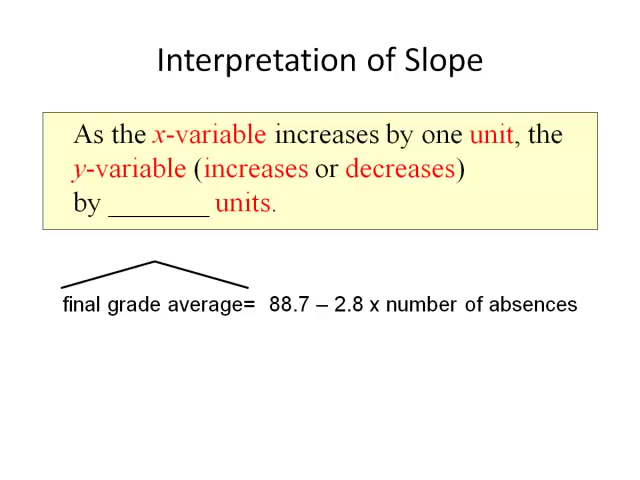 Interpretation of Slope
As the x-variable increases by one unit, the
y-variable (increases or decreases)
by _______ units.
final grade average= 88.7 – 2.8 x number of absences